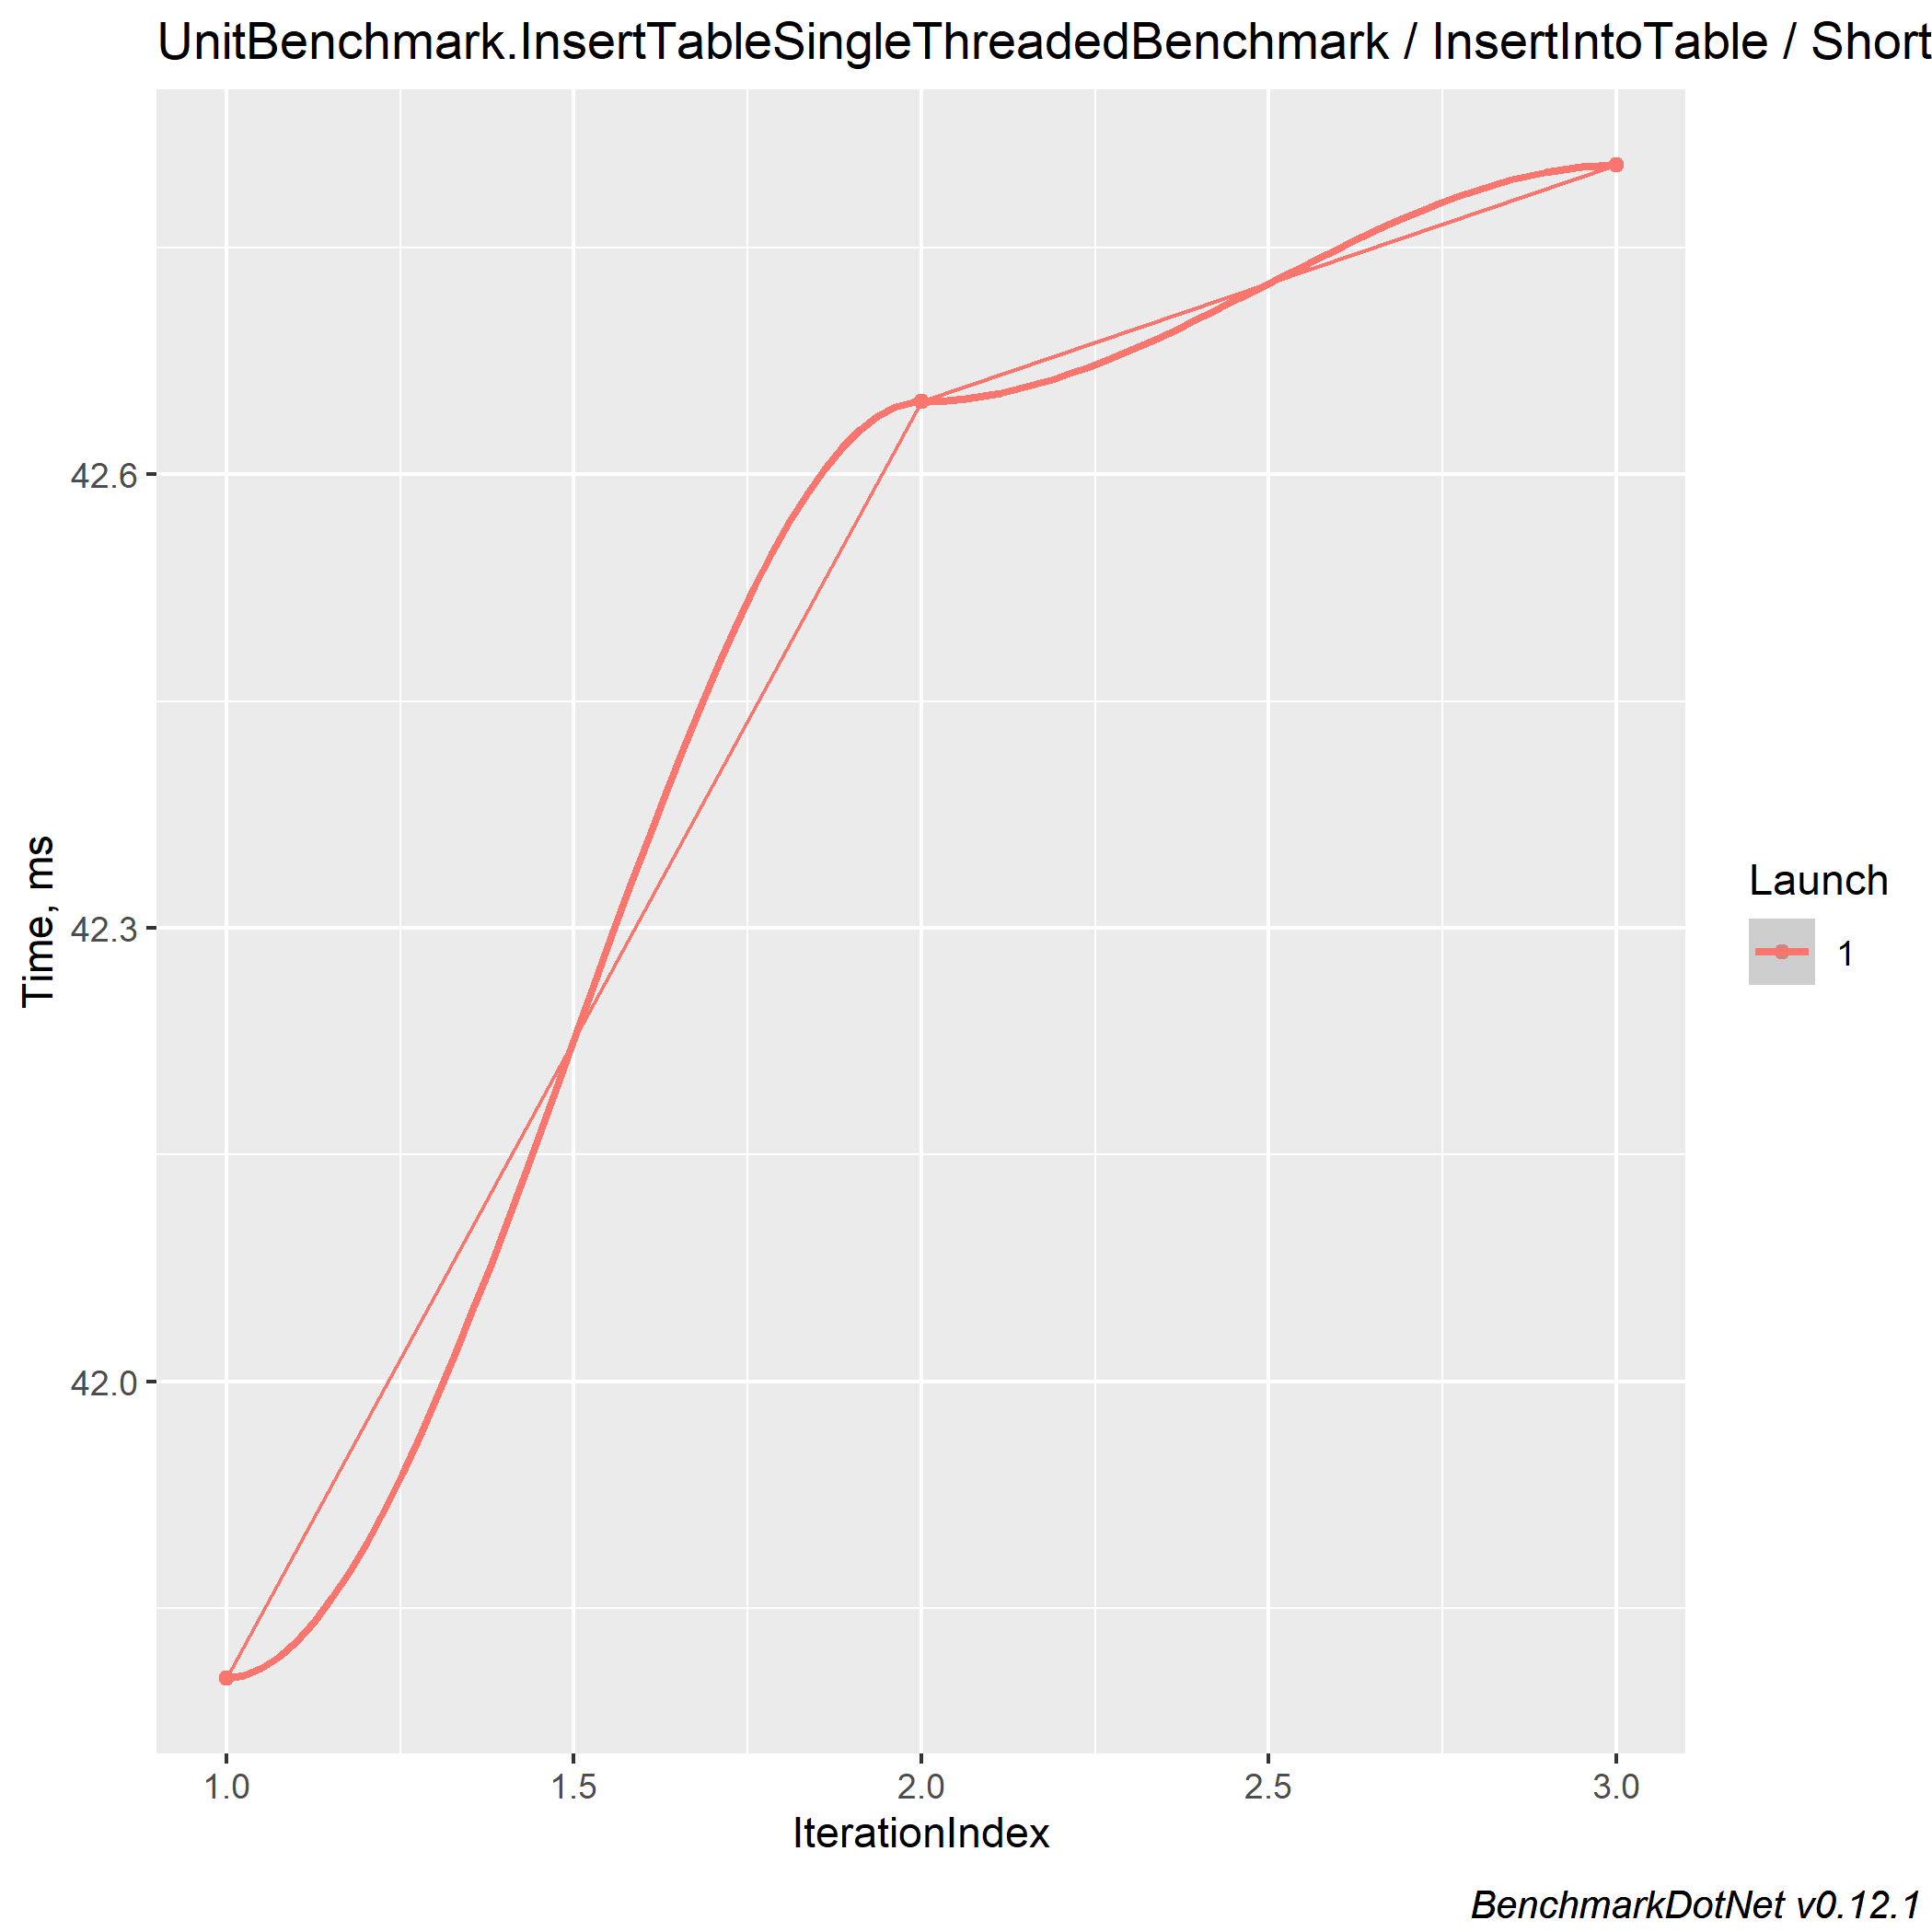 UnitBenchmark.InsertTableSingleThreadedBenchmark / InsertIntoTable / Short
42.6
42.3
42.0
Time, ms
1.0 1.5 2.0 2.5 3.0
IterationIndex
Launch
1
BenchmarkDotNet v0.12.1